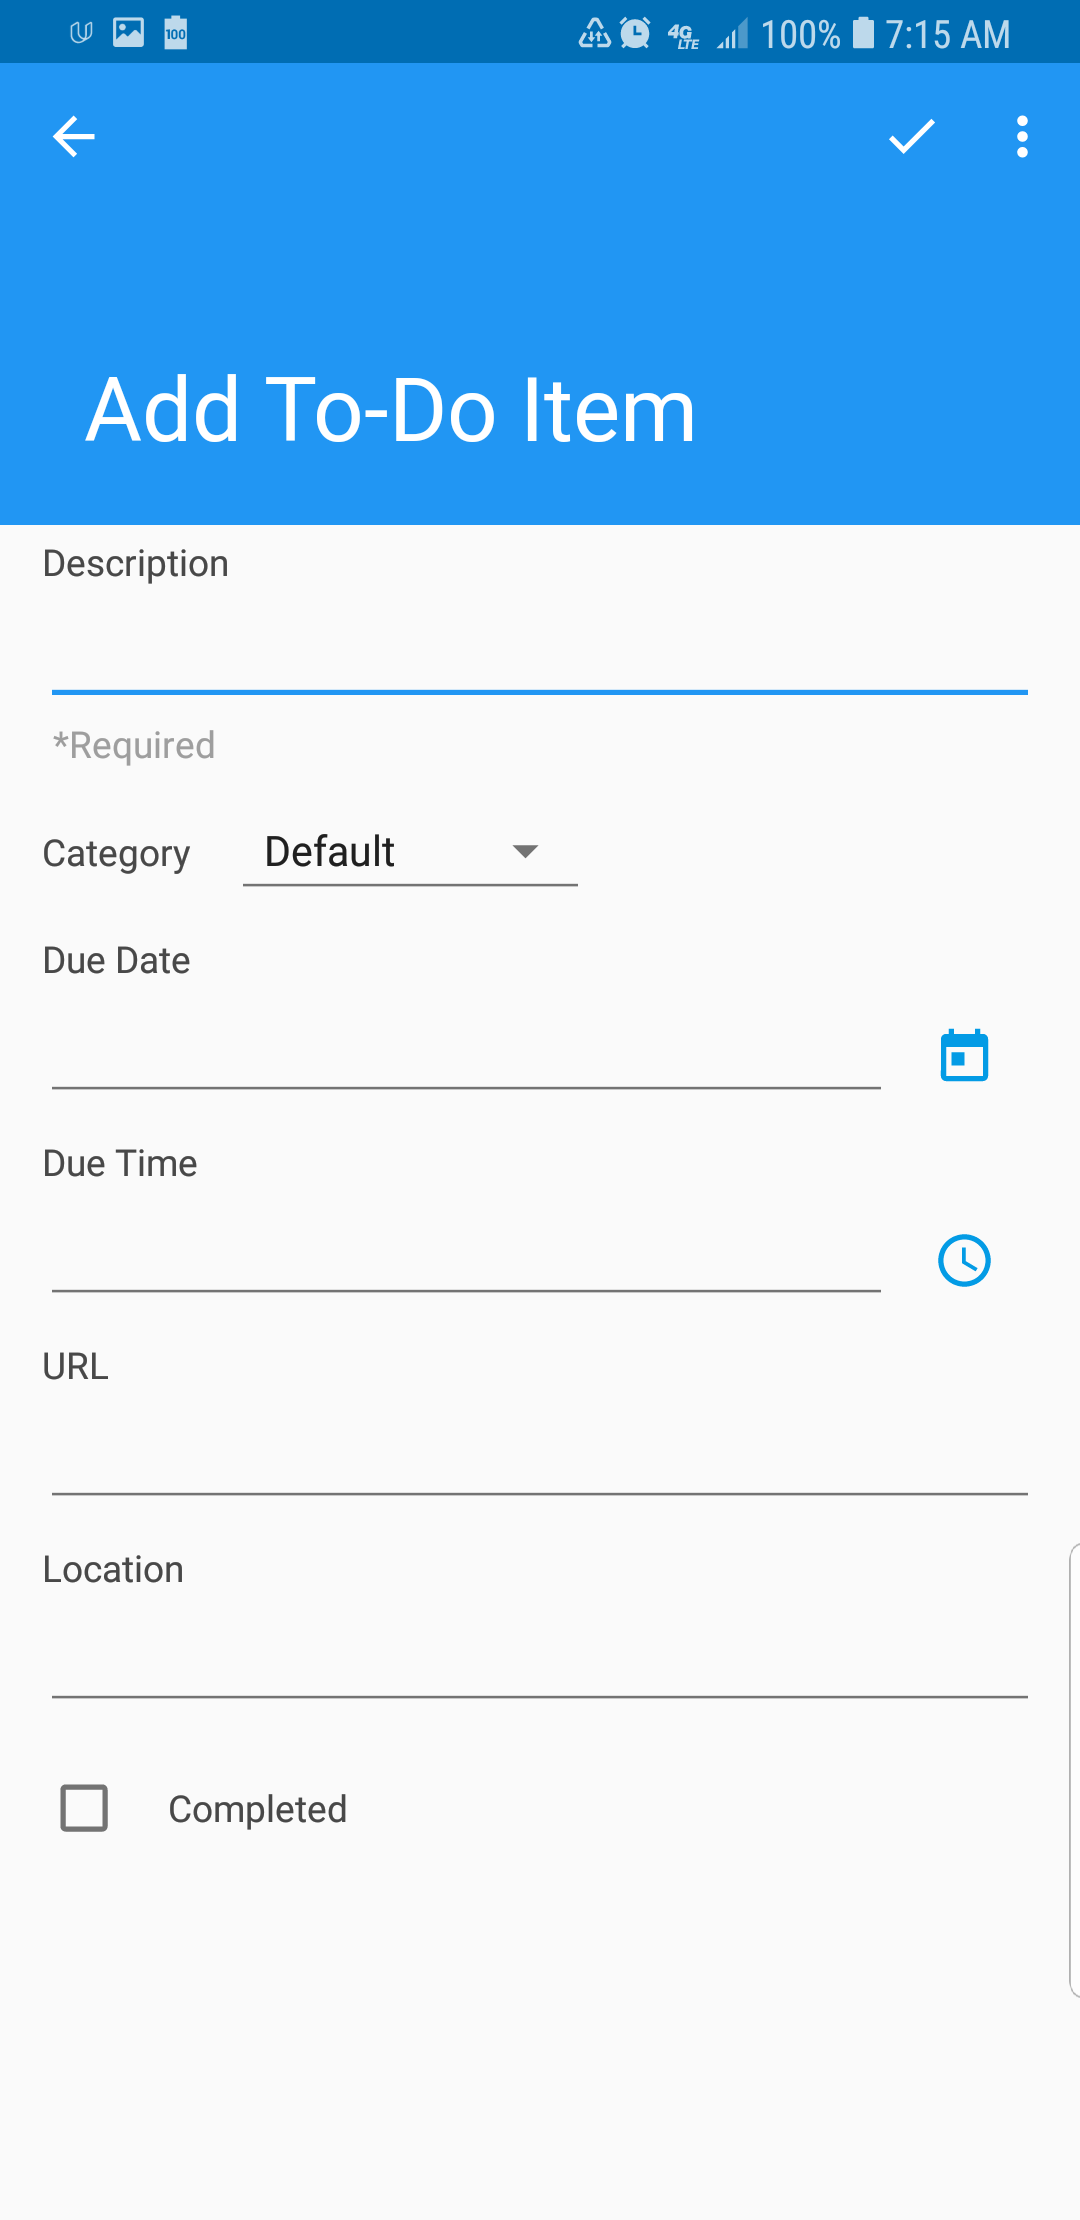 100 4G LTE 100% 7:15 AM
Add To-Do Item
Description
*Required
Category Default
Due Date
Due Time
URL
Location
Completed